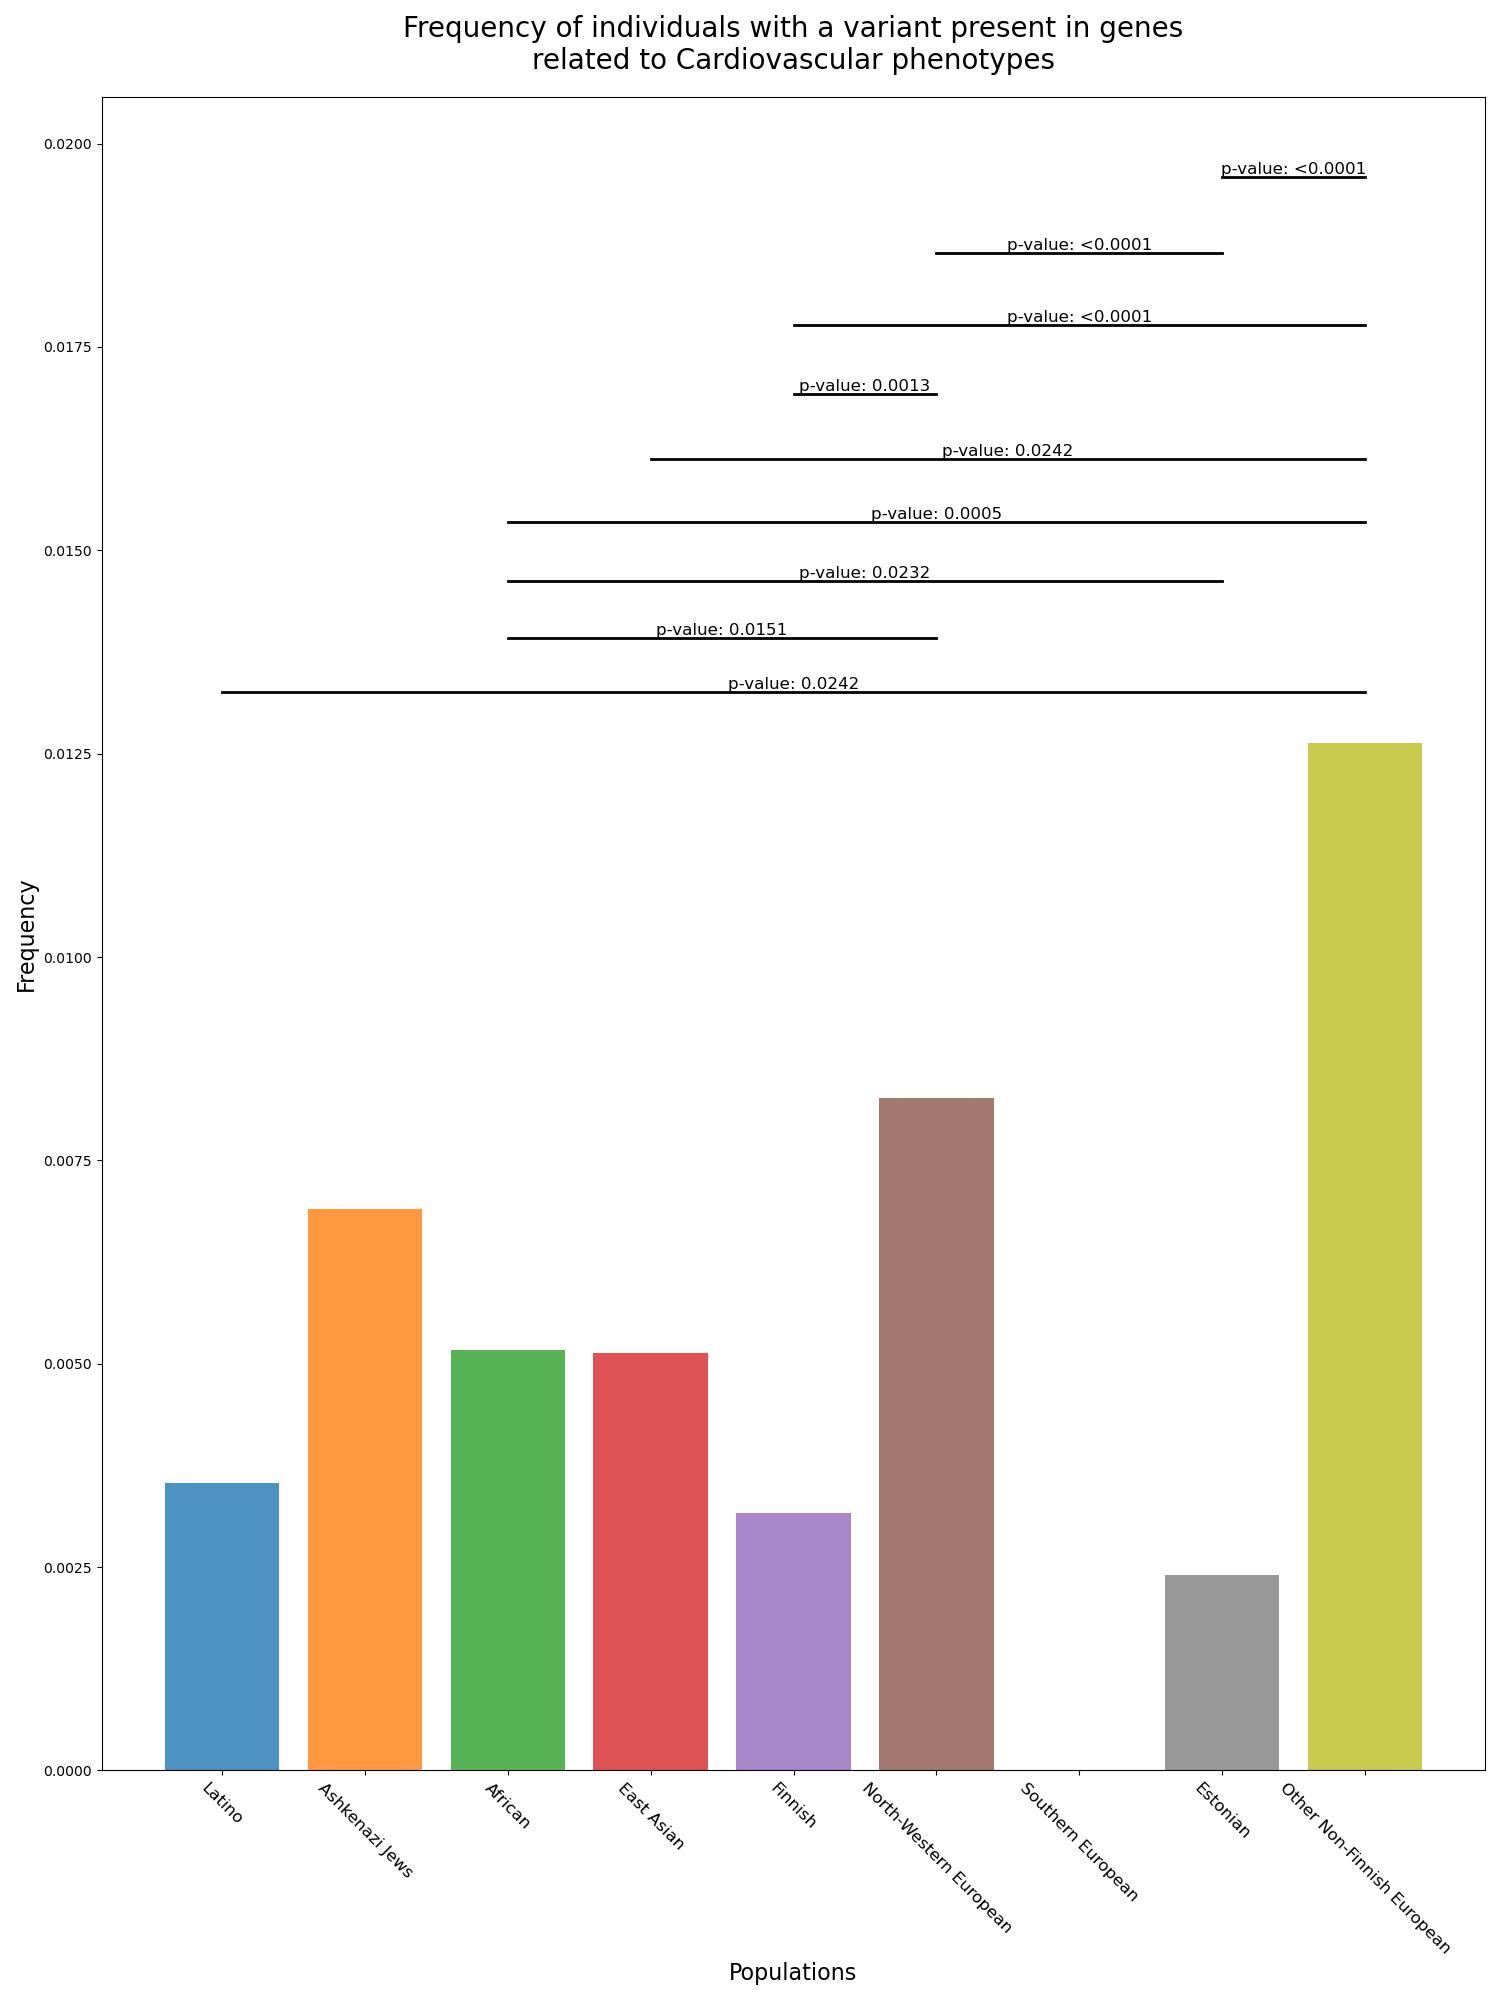 Frequency of individuals with a variant present in genes
related to Cardiovascular phenotypes
0.0200
p-value: <0.0001
p-value: <0.0001
p-value: <0.0001
0.0175
p-value: 0.0013
p-value: 0.0242
p-value: 0.0005
0.0150
p-value: 0.0232
p-value: 0.0151
p-value: 0.0242
0.0125
Frequency
0.0100
0.0075
0.0050
0.0025
0.0000
Latino
Ashkenazi Jews
African
East Asian
Finnish
North-Western European
Southern European
Estonian
Other Non-Finnish European
Populations